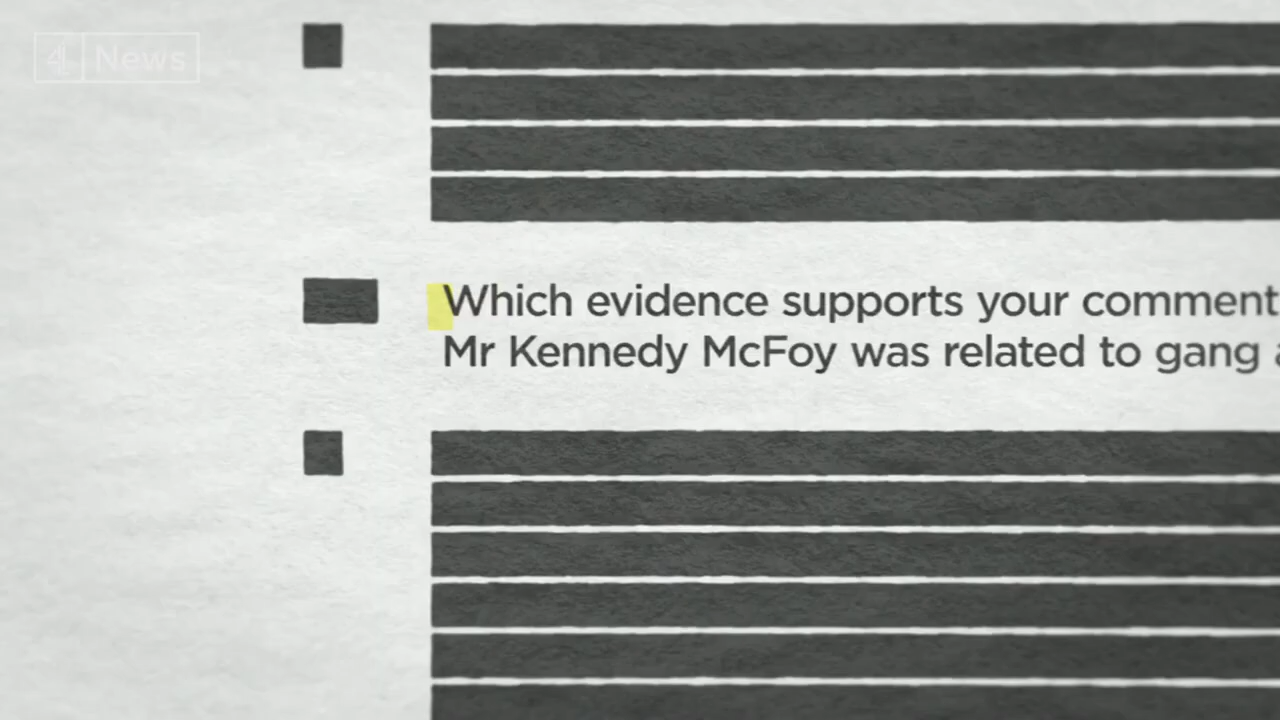 4 News
Which evidence supports your comment
Mr Kennedy McFoy was related to gang